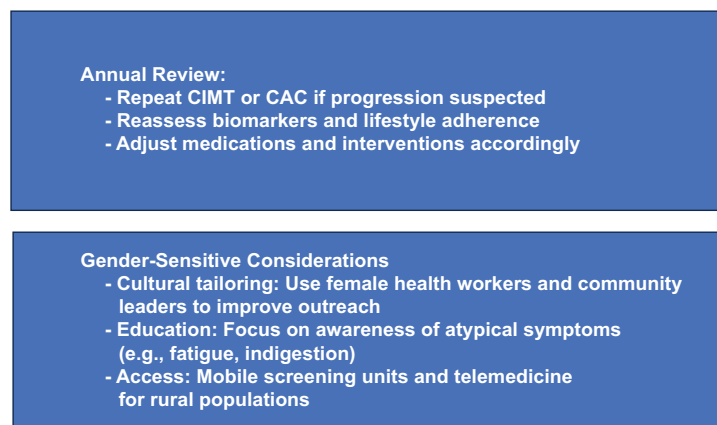 Annual Review:
- Repeat CIMT or CAC if progression suspected
- Reassess biomarkers and lifestyle adherence
- Adjust medications and interventions accordingly
Gender-Sensitive Considerations
- Cultural tailoring: Use female health workers and community
leaders to improve outreach
- Education: Focus on awareness of atypical symptoms
(e.g., fatigue, indigestion)
- Access: Mobile screening units and telemedicine
for rural populations